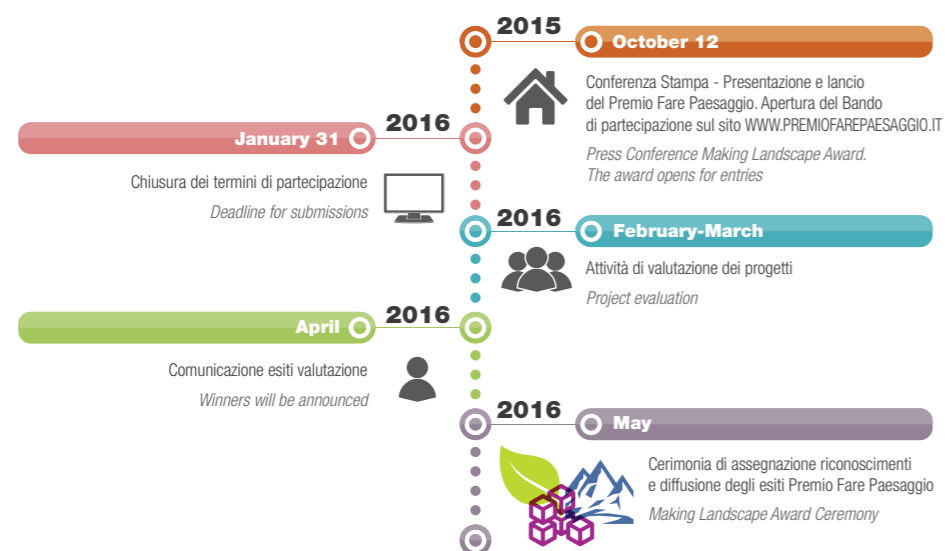 2015
October 12
Conferenza Stampa - Presentazione e lancio
del Premio Fare Paesaggio. Apertura del Bando
di partecipazione sul sito WWW.PREMIOFAREPAESAGGIO.IT
Press Conference Making Landscape Award.
The award opens for entries
2016
January 31
Chiusura dei termini di partecipazione
Deadline for submissions
2016
February-March
Attività di valutazione dei progetti
Project evaluation
2016
April
Comunicazione esiti valutazione
Winners will be announced
2016
May
Cerimonia di assegnazione riconoscimenti
e diffusione degli esiti Premio Fare Paesaggio
Making Landscape Award Ceremony